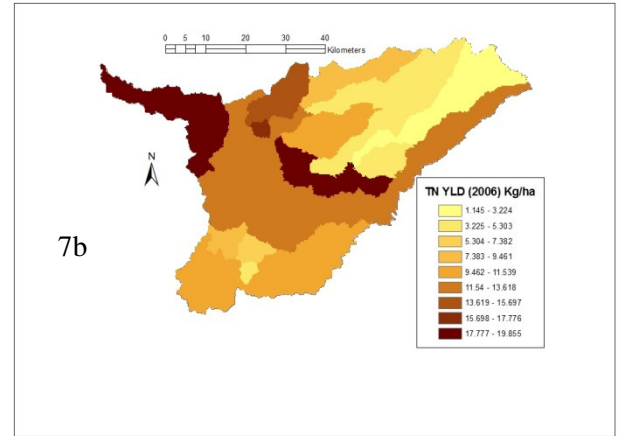 0 5 10 20 30 40
Kilometers
N
7b
TN YLD (2006) Kg/ha
1.145 - 3.224
3.225 - 5.303
5.304 - 7.382
7.383 - 9.461
9.462 - 11.539
11.54 - 13.618
13.619 - 15.697
15.698 - 17.776
17.777 - 19.855